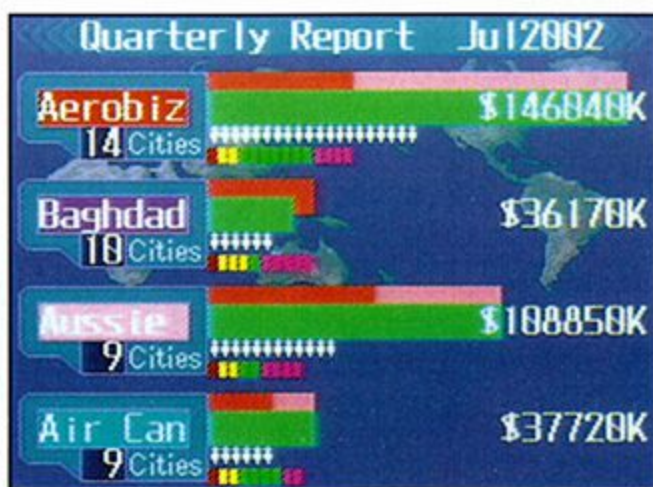 Quarterly Report Jul2002
Aerobiz $146040K
14 Cities
Baghdad $36170K
10 Cities
Aussie $108850K
9 Cities
Air Can $37720K
9 Cities